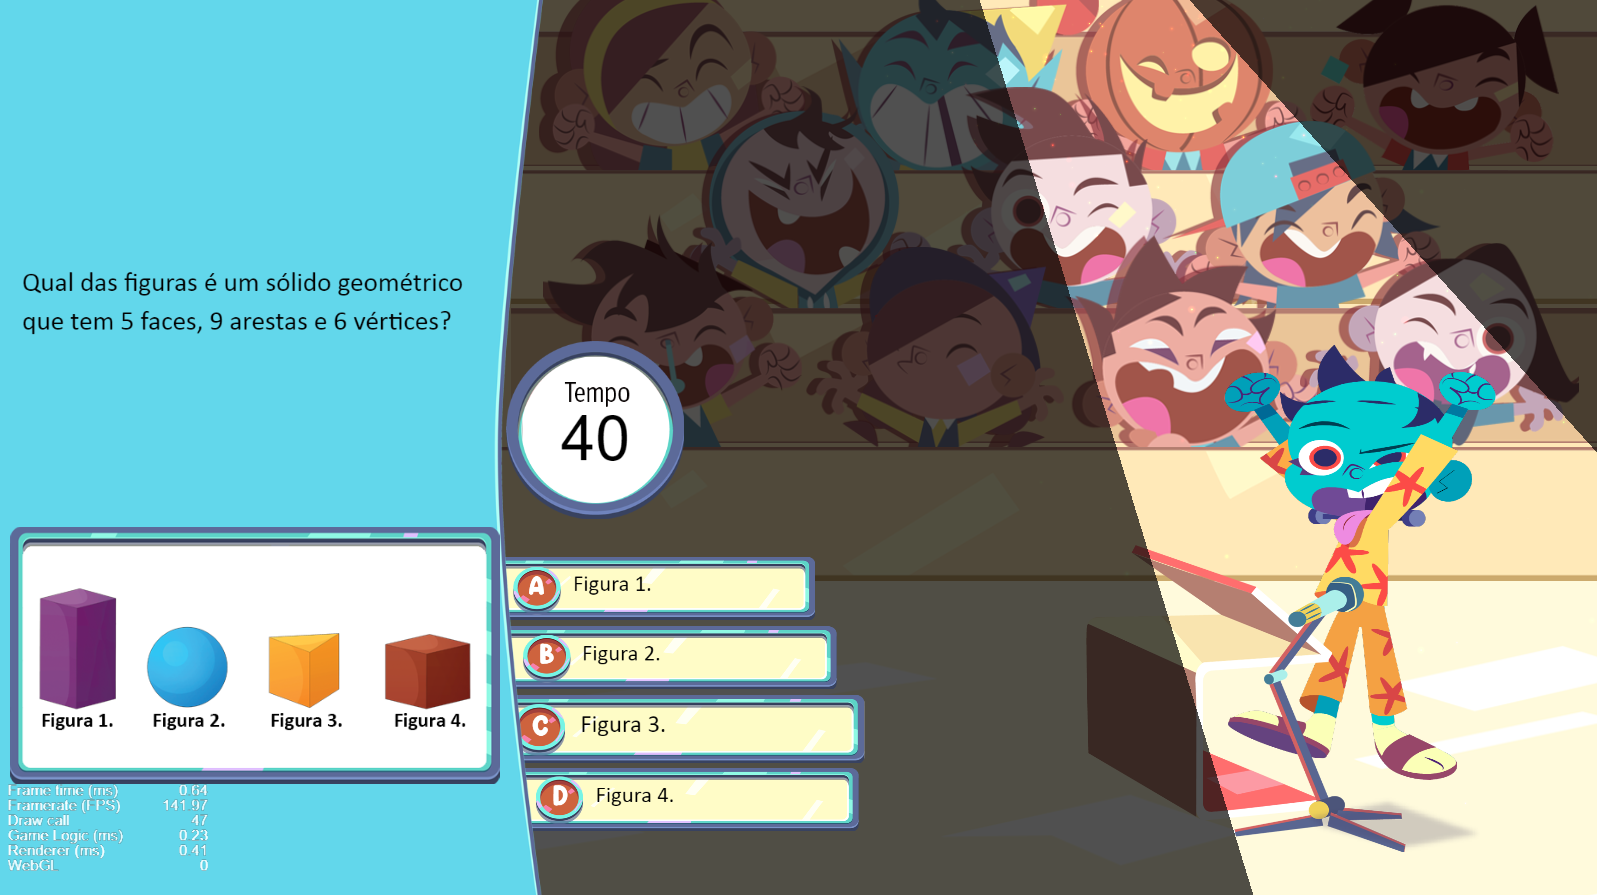 Qual das figuras é um sólido geométrico
que tem 5 faces, 9 arestas e 6 vértices?
Tempo
40
Figura 1.
Figura 2.
Figura 3.
Figura 4.
A Figura 1.
B Figura 2.
C Figura 3.
D Figura 4.
Frame time (ms) 0.64
Framerate (FPS) 141.97
Draw call 47
Game Logic (ms) 0.23
Renderer (ms) 0.41
WebGL 0